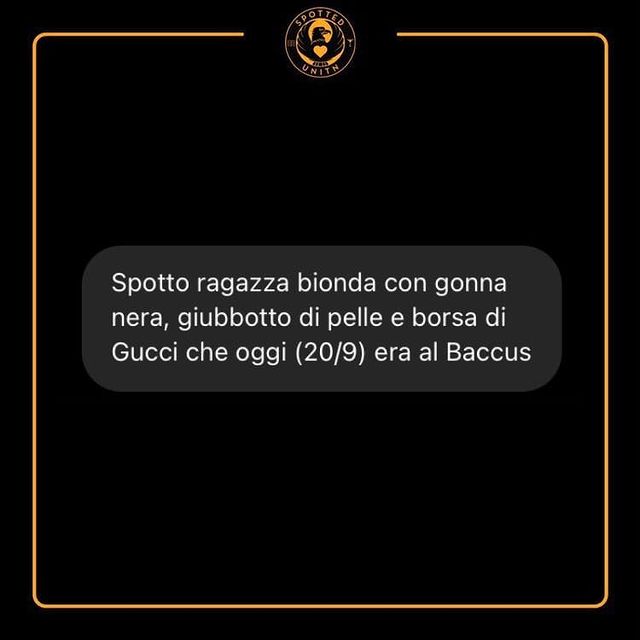 SPOTTED
UNITN
Spotto ragazza bionda con gonna
nera, giubbotto di pelle e borsa di
Gucci che oggi (20/9) era al Baccus